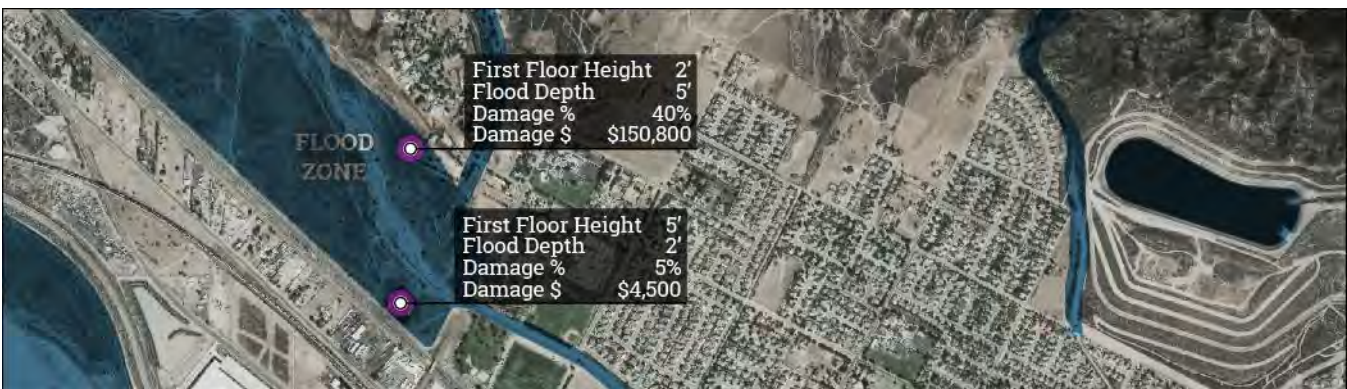 First Floor Height 2'
Flood Depth 5'
Damage % 40%
Damage $ $150,800
FLOOD
ZONE
First Floor Height 5'
Flood Depth 2'
Damage % 5%
Damage $ $4,500